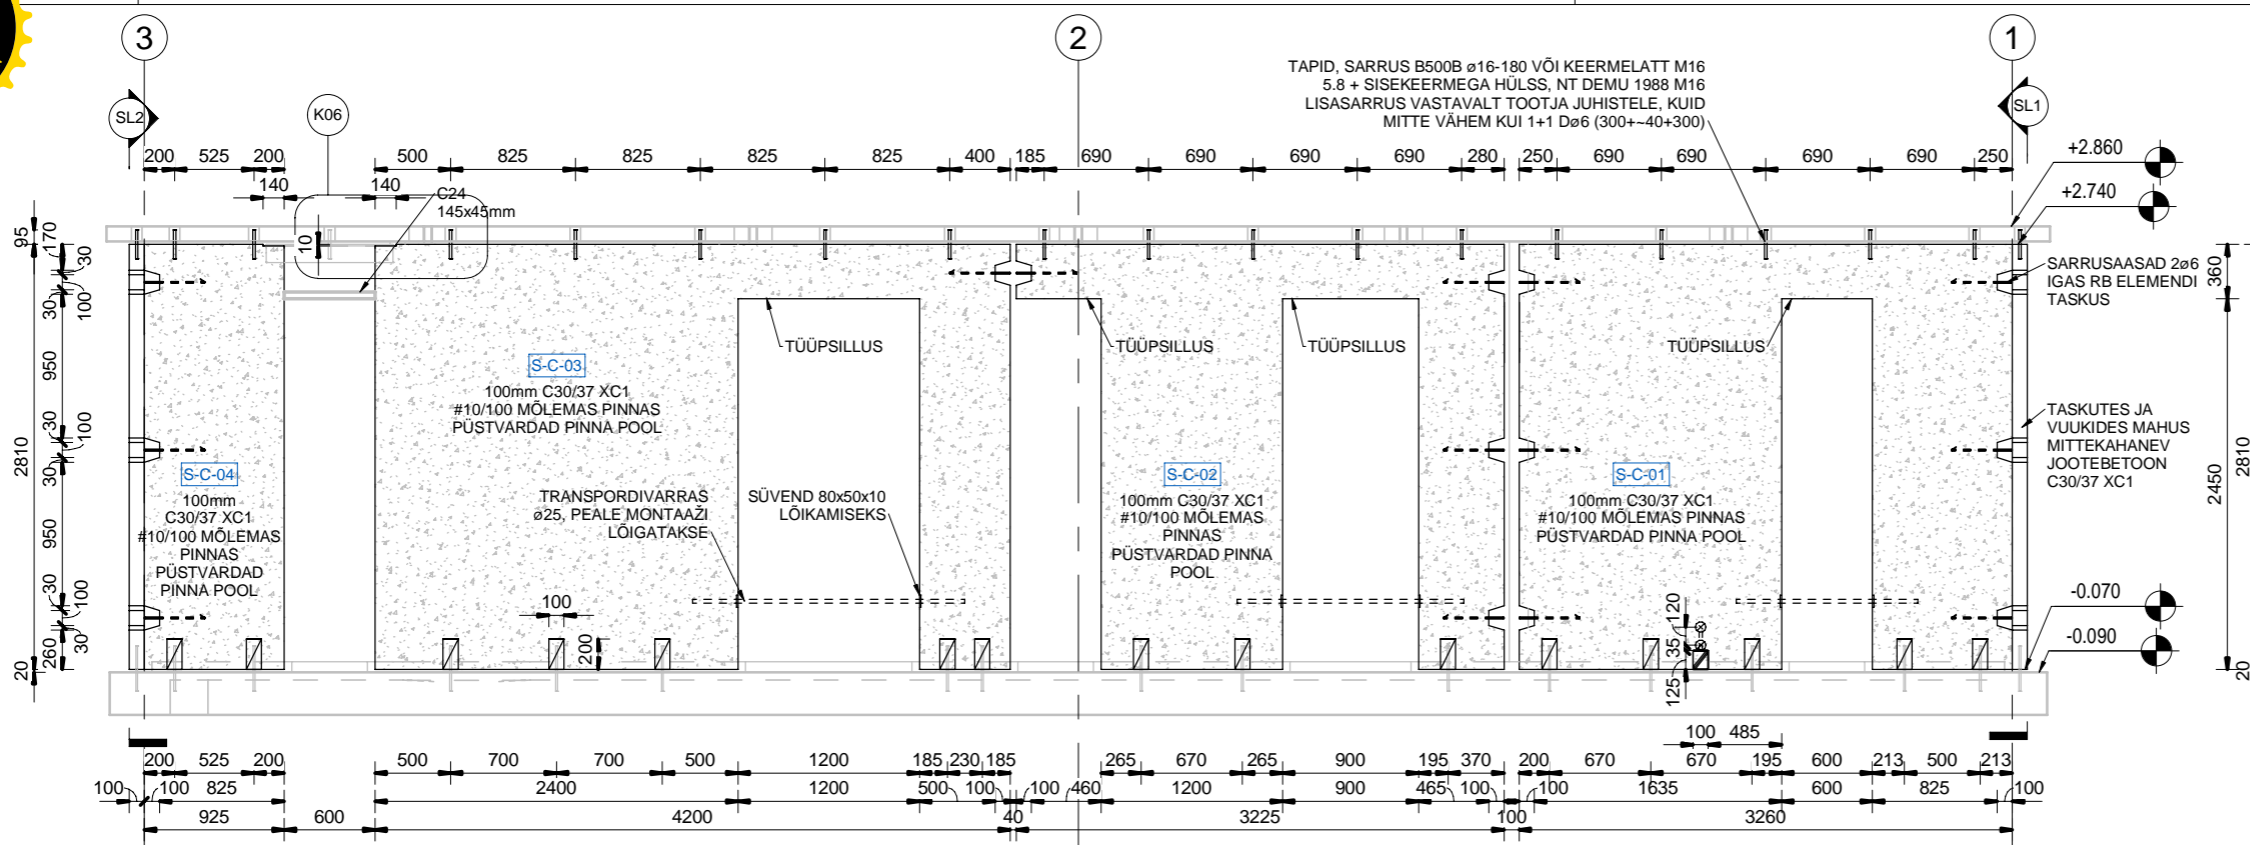 3
2
1
SL2
K06
SL1
TAPID, SARRUS B500B ø16-180 VÕI KEERMELATT M16
5.8 + SISEKEERMEGA HÜLSS, NT DEMU 1988 M16
LISASARRUS VASTAVALT TOOTJA JUHISTELE, KUID
MITTE VÄHEM KUI 1+1 Dø6 (300+~40+300)
200 525 200 500 825 825 825 825 400 185 690 690 690 690 280 250 690 690 690 690 250
140 140
C24
145x45mm
10
+2.860
+2.740
95
170
30
100
30
950
30
100
30
950
30
100
30
260
2810
20
SARRUSAASAD 2ø6
IGAS RB ELEMENDI
TASKUS
360
2450
2810
20
TÜÜPSILLUS
TÜÜPSILLUS
TÜÜPSILLUS
TÜÜPSILLUS
S-C-03
100mm C30/37 XC1
#10/100 MÕLEMAS PINNAS
PÜSTVARDAD PINNA POOL
TASKUTES JA
VUUKIDES MAHUS
MITTEKAHANEV
JOOTEBETOON
C30/37 XC1
S-C-04
100mm
C30/37 XC1
#10/100 MÕLEMAS
PINNAS
PÜSTVARDAD
PINNA POOL
TRANSPORDIVARRAS
ø25, PEALE MONTAAŽI
LÕIGATAKSE
SÜVEND 80x50x10
LÕIKAMISEKS
S-C-02
100mm C30/37 XC1
#10/100 MÕLEMAS
PINNAS
PÜSTVARDAD PINNA
POOL
S-C-01
100mm C30/37 XC1
#10/100 MÕLEMAS PINNAS
PÜSTVARDAD PINNA POOL
100
200
120
35
125
-0.070
-0.090
100 485
200 525 200 500 700 700 500 1200 185 230 185 265 670 265 900 195 370 200 670 670 195 600 213 500 213
100 100 825 2400 1200 500 100 100 460 1200 900 465 100 100 1635 600 825 100
925 600 4200 40 3225 100 3260